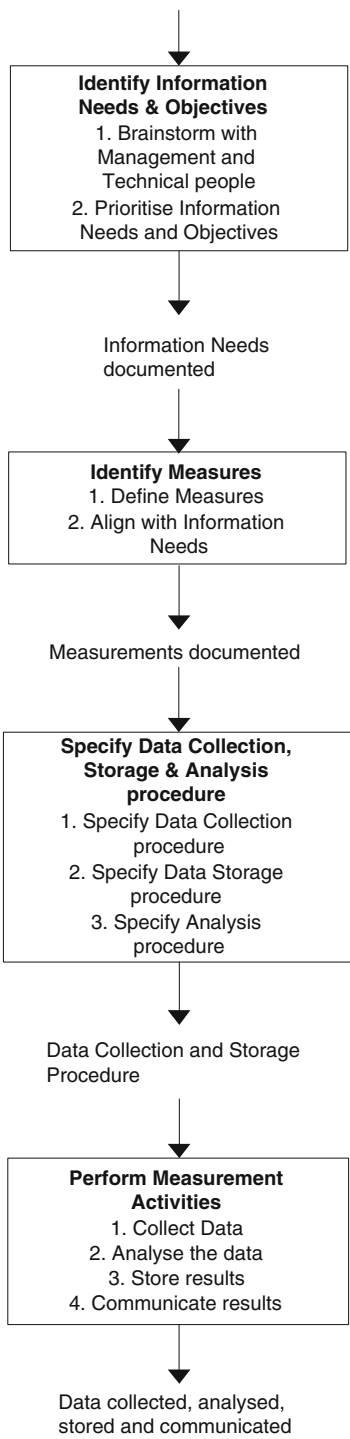 Identify Information
Needs & Objectives
1. Brainstorm with
Management and
Technical people
2. Prioritise Information
Needs and Objectives
Information Needs
documented
Identify Measures
1. Define Measures
2. Align with Information
Needs
Measurements documented
Specify Data Collection,
Storage & Analysis
procedure
1. Specify Data Collection
procedure
2. Specify Data Storage
procedure
3. Specify Analysis
procedure
Data Collection and Storage
Procedure
Perform Measurement
Activities
1. Collect Data
2. Analyse the data
3. Store results
4. Communicate results
Data collected, analysed,
stored and communicated